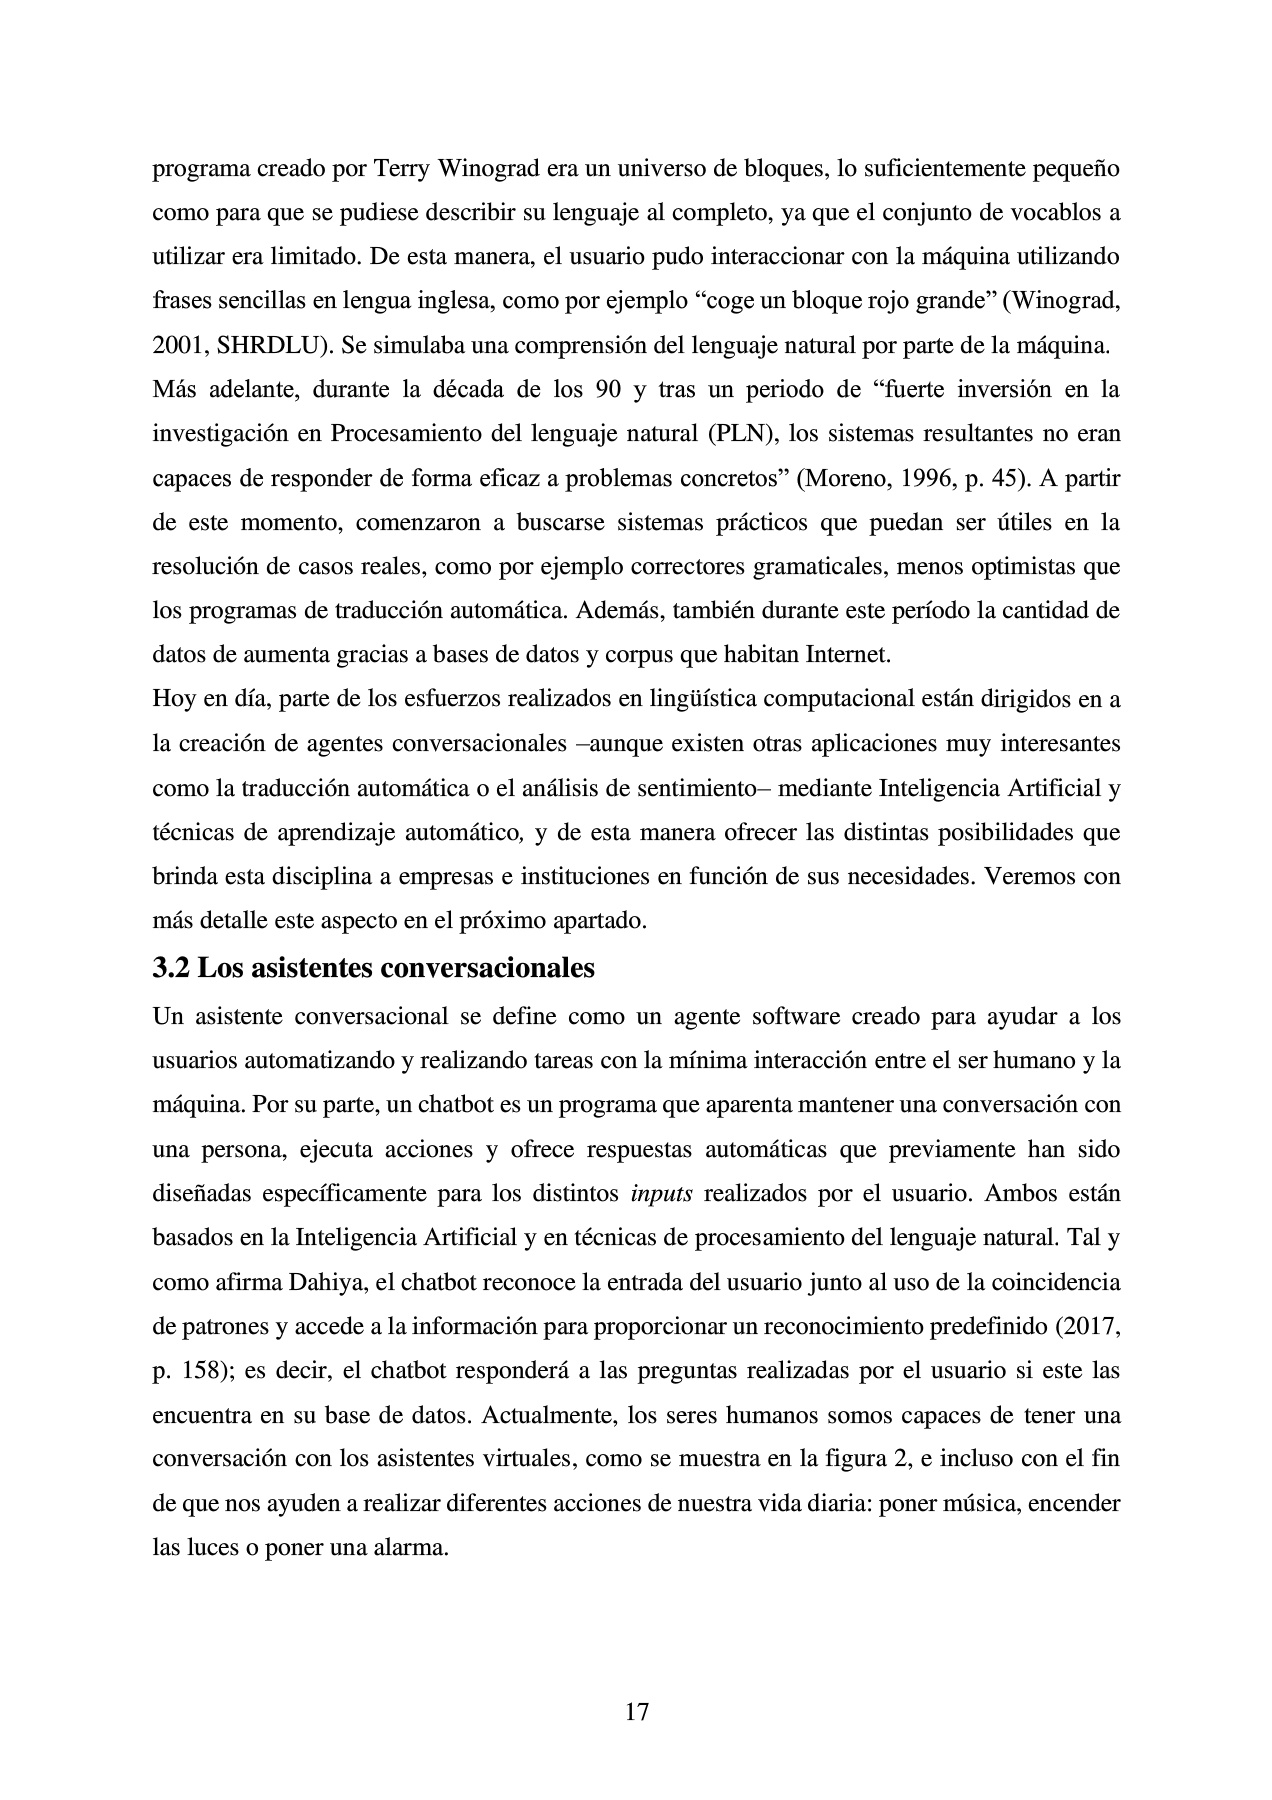 programa creado por Terry Winograd era un universo de bloques, lo suficientemente pequeño
como para que se pudiese describir su lenguaje al completo, ya que el conjunto de vocablos a
utilizar era limitado. De esta manera, el usuario pudo interaccionar con la máquina utilizando
frases sencillas en lengua inglesa, como por ejemplo “coge un bloque rojo grande” (Winograd,
2001, SHRDLU). Se simulaba una comprensión del lenguaje natural por parte de la máquina.
Más adelante, durante la década de los 90 y tras un periodo de “fuerte inversión en la
investigación en Procesamiento del lenguaje natural (PLN), los sistemas resultantes no eran
capaces de responder de forma eficaz a problemas concretos” (Moreno, 1996, p. 45). A partir
de este momento, comenzaron a buscarse sistemas prácticos que puedan ser útiles en la
resolución de casos reales, como por ejemplo correctores gramaticales, menos optimistas que
los programas de traducción automática. Además, también durante este período la cantidad de
datos de aumenta gracias a bases de datos y corpus que habitan Internet.
Hoy en día, parte de los esfuerzos realizados en lingüística computacional están dirigidos en a
la creación de agentes conversacionales –aunque existen otras aplicaciones muy interesantes
como la traducción automática o el análisis de sentimiento– mediante Inteligencia Artificial y
técnicas de aprendizaje automático, y de esta manera ofrecer las distintas posibilidades que
brinda esta disciplina a empresas e instituciones en función de sus necesidades. Veremos con
más detalle este aspecto en el próximo apartado.
3.2 Los asistentes conversacionales
Un asistente conversacional se define como un agente software creado para ayudar a los
usuarios automatizando y realizando tareas con la mínima interacción entre el ser humano y la
máquina. Por su parte, un chatbot es un programa que aparenta mantener una conversación con
una persona, ejecuta acciones y ofrece respuestas automáticas que previamente han sido
diseñadas específicamente para los distintos inputs realizados por el usuario. Ambos están
basados en la Inteligencia Artificial y en técnicas de procesamiento del lenguaje natural. Tal y
como afirma Dahiya, el chatbot reconoce la entrada del usuario junto al uso de la coincidencia
de patrones y accede a la información para proporcionar un reconocimiento predefinido (2017,
p. 158); es decir, el chatbot responderá a las preguntas realizadas por el usuario si este las
encuentra en su base de datos. Actualmente, los seres humanos somos capaces de tener una
conversación con los asistentes virtuales, como se muestra en la figura 2, e incluso con el fin
de que nos ayuden a realizar diferentes acciones de nuestra vida diaria: poner música, encender
las luces o poner una alarma.
17